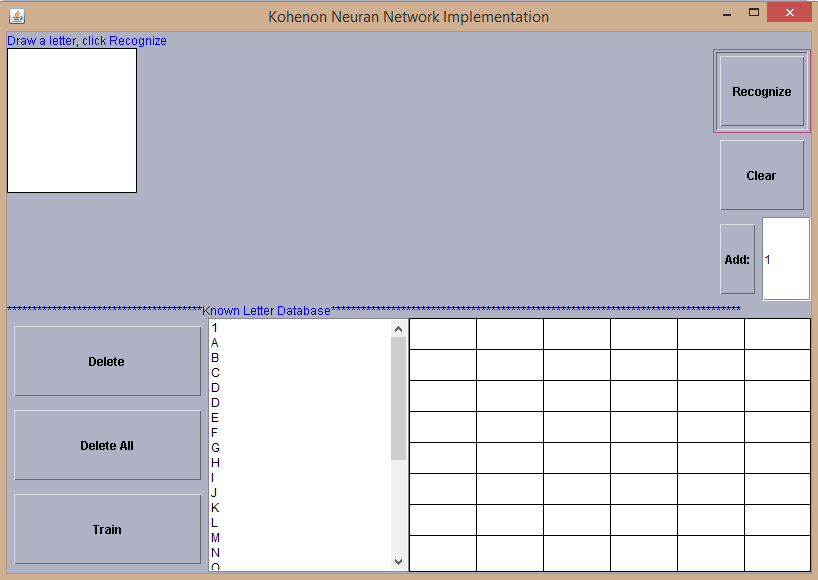 Kohenon Neuran Network Implementation
Draw a letter, click Recognize
Recognize
Clear
Add: 1
***************************************Known Letter Database**********************************************************************************
Delete
Delete All
Train
1
A
B
C
D
D
E
F
G
H
I
J
K
L
M
N
O